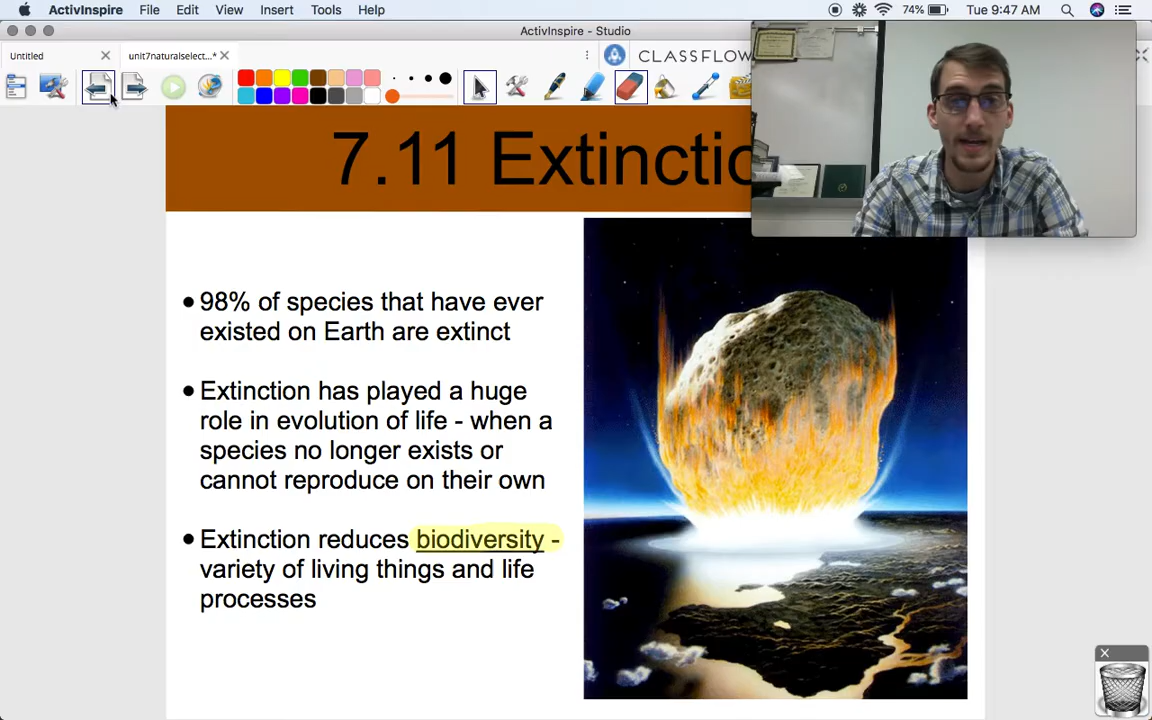 ActivInspire File Edit View Insert Tools Help 74% Tue 9:47 AM
ActivInspire - Studio
Untitled unit7naturalselect...* CLASSFLOW
7.11 Extinctio
• 98% of species that have ever
existed on Earth are extinct
• Extinction has played a huge
role in evolution of life - when a
species no longer exists or
cannot reproduce on their own
• Extinction reduces biodiversity -
variety of living things and life
processes